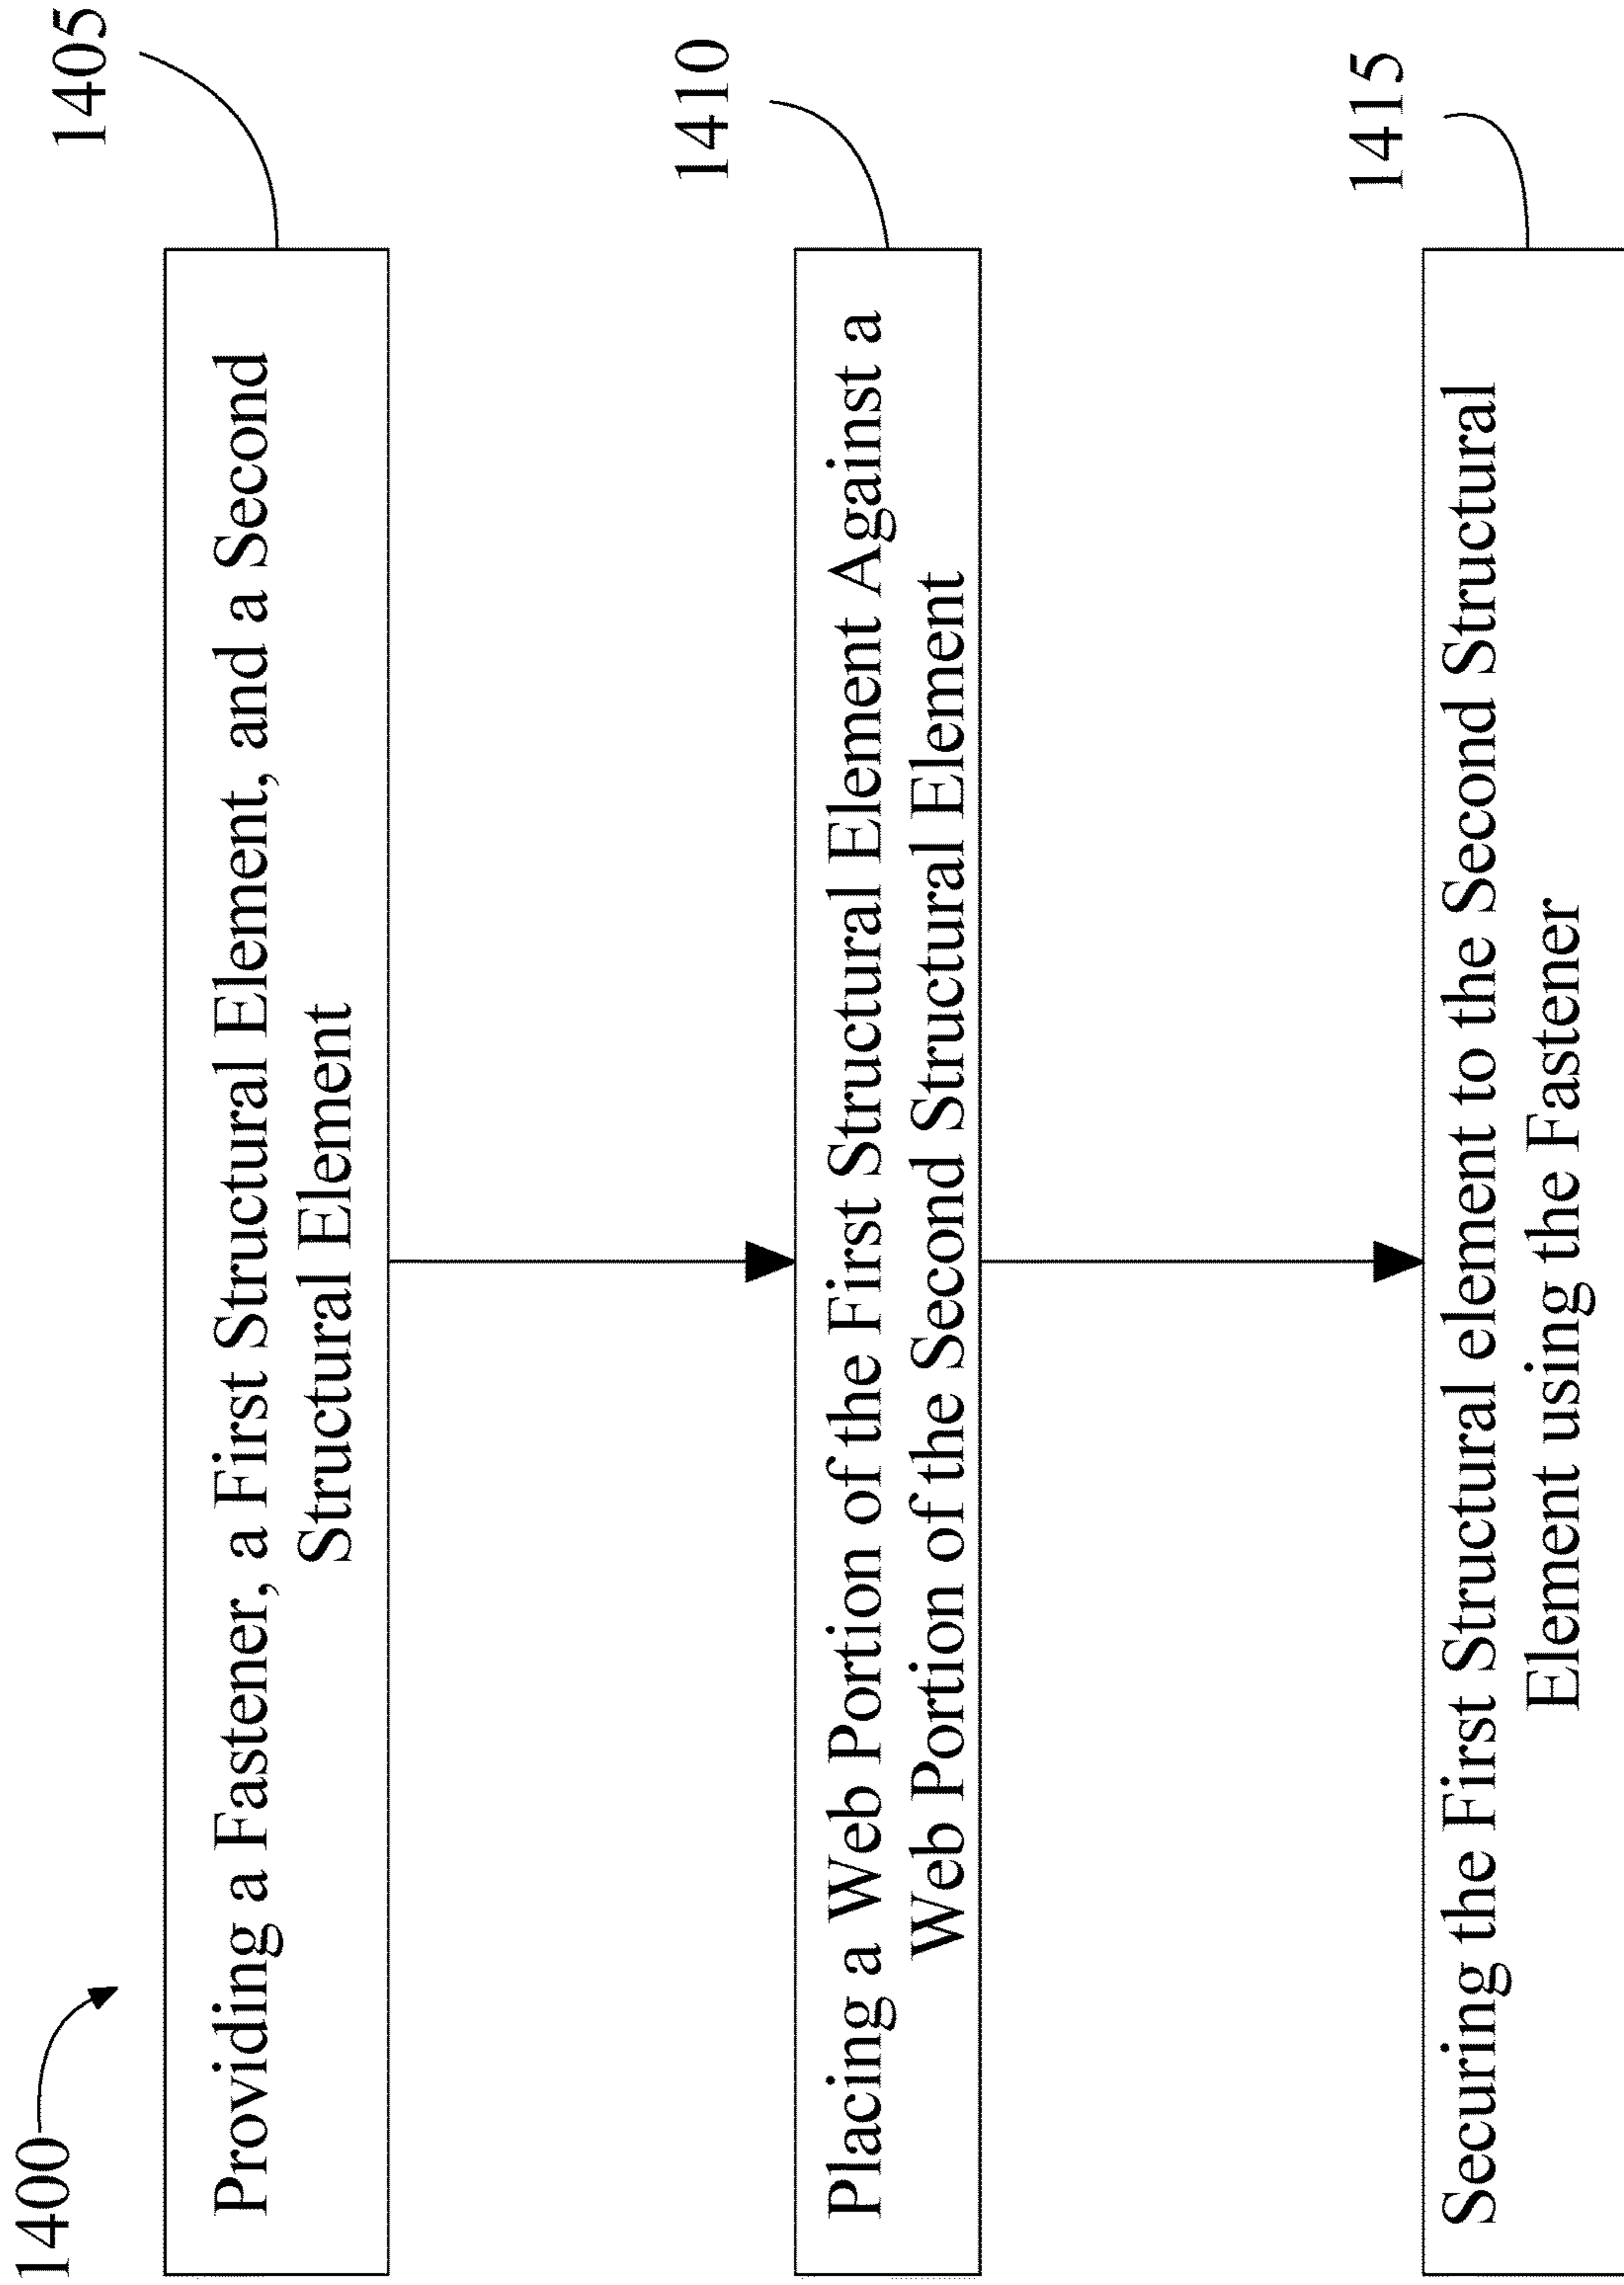 1400
1405
Providing a Fastener, a First Structural Element, and a Second
Structural Element
1410
Placing a Web Portion of the First Structural Element Against a
Web Portion of the Second Structural Element
1415
Securing the First Structural element to the Second Structural
Element using the Fastener